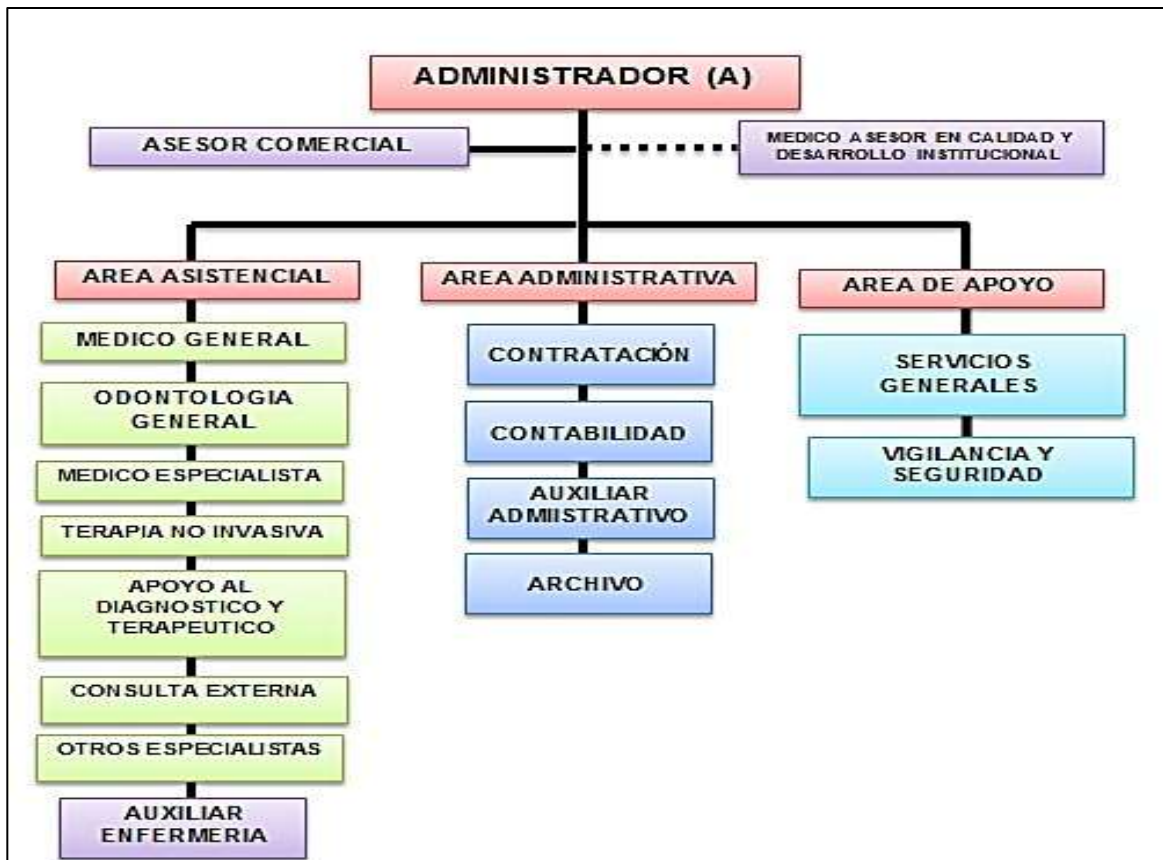 ADMINISTRADOR (A)
ASESOR COMERCIAL
MEDICO ASESOR EN CALIDAD Y
DESARROLLO INSTITUCIONAL
AREA ASISTENCIAL
MEDICO GENERAL
ODONTOLOGIA
GENERAL
MEDICO ESPECIALISTA
TERAPIA NO INVASIVA
APOYO AL
DIAGNOSTICO Y
TERAPEUTICO
CONSULTA EXTERNA
OTROS ESPECIALISTAS
AUXILIAR
ENFERMERIA
AREA ADMINISTRATIVA
CONTRATACIÓN
CONTABILIDAD
AUXILIAR
ADMIISTRATIVO
ARCHIVO
AREA DE APOYO
SERVICIOS
GENERALES
VIGILANCIA Y
SEGURIDAD